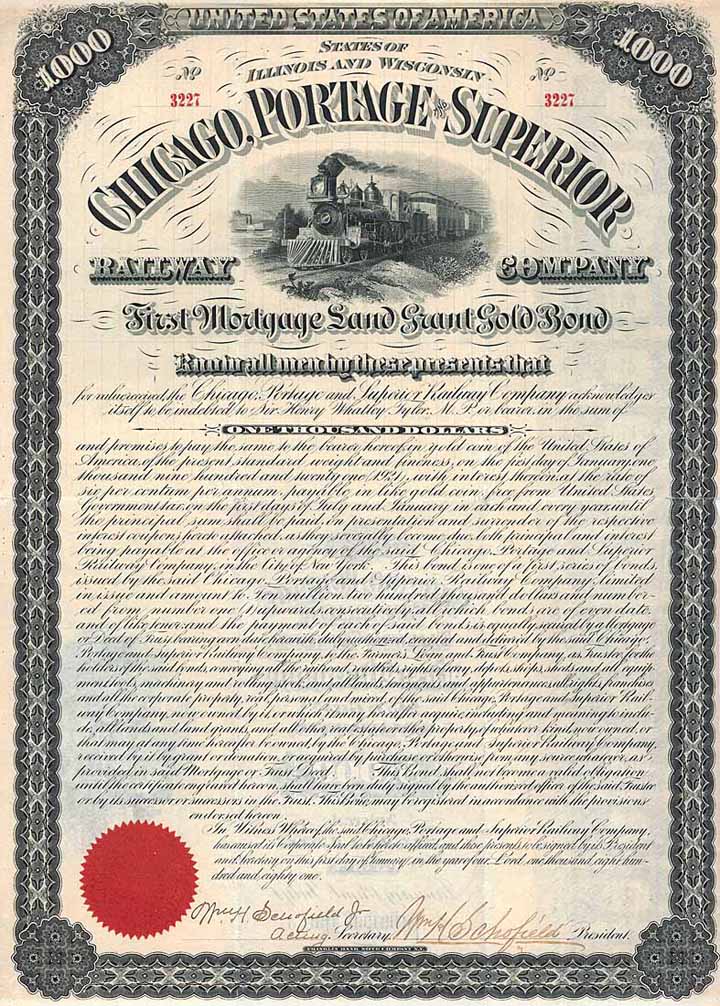 UNITED STATES OF AMERICA
1000 1000
STATES OF
ILLINOIS AND WISCONSIN
No No
3227 3227
CHICAGO, PORTAGE AND SUPERIOR
RAILWAY COMPANY
First Mortgage Land Grant Gold Bond
Know all men by these presents that
for value received, the Chicago, Portage and Superior Railway Company acknowledges
itself to be indebted to Sir Henry Whatley Tyler, M. P. or bearer, in the sum of
ONE THOUSAND DOLLARS
and promises to pay the same to the bearer hereof, in gold coin of the United States of
America, of the present standard weight and fineness, on the first day of January, one
thousand nine hundred and twenty one (1921), with interest thereon, at the rate of
six per centum per annum, payable in like gold coin, free from United States
Government tax, on the first days of July and January, in each and every year, until
the principal sum shall be paid, on presentation and surrender of the respective
interest coupons, hereto attached, as they severally become due, both principal and interest
being payable at the office or agency of the said Chicago, Portage and Superior
Railway Company, in the City of New York. This bond is one of a first series of bonds,
issued by the said Chicago, Portage and Superior Railway Company, limited
in issue and amount to Ten million two hundred thousand dollars and number-
ed from number one (1) upwards consecutively, all which bonds are of even date
and of like tenor, and the payment of each of said bonds is equally secured by a Mortgage
or Deed of Trust, bearing even date herewith, duly authorized, executed and delivered by the said Chicago,
Portage and Superior Railway Company, to the Farmers' Loan and Trust Company, as Trustee, for the
holders of the said bonds, conveying all the railroad, roadbeds, rights of way, depots, shops, sheds and all equip-
ment, tools, machinery, and rolling stock, and all lands, tenements and appurtenances, all rights, franchises
and all the corporate property, real, personal and mixed, of the said Chicago, Portage and Superior Rail-
way Company, now owned by it, or which it may hereafter acquire, including and meaning to include
all lands and land grants, and each other real estate or other property of whatever kind, now owned, or
that may at any time hereafter be owned, by the Chicago, Portage and Superior Railway Company,
received by it by grant or donation, or acquired by purchase or otherwise from any source whatever, as
provided in said Mortgage or Trust Deed. This Bond shall not become a valid obligation
until the certificate engraved hereon shall have been duly signed by the authorized officer of the said Trustee
or by its successor or successors in the Trust. This Bond may be registered in accordance with the provisions
endorsed hereon.
In Witness Whereof, the said Chicago, Portage and Superior Railway Company,
has caused its Corporate Seal to be hereto affixed, and these presents to be signed by its President
and Secretary, on this first day of January, in the year of our Lord, one thousand, eight hun-
dred and eighty one.
Wm H Schofield Jr Wm H Schofield
Acting Secretary. President.
FRANKLIN BANK NOTE COMPANY N.Y.